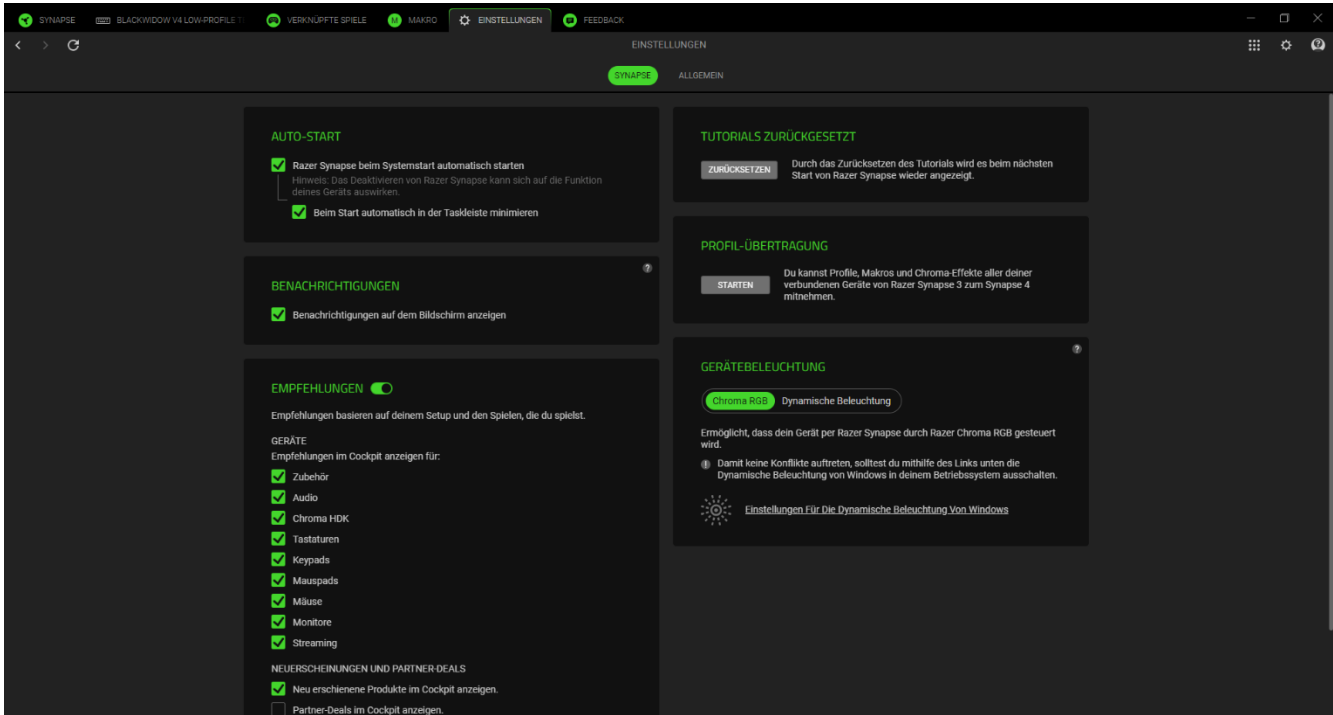 SYNAPSE
BLACKWIDOW V4 LOW-PROFILE
VERKNÜPFTE SPIELE
M
MAKRO
EINSTELLUNGEN
FEEDBACK
EINSTELLUNGEN
SYNAPSE
ALLGEMEIN
AUTO-START
Razer Synapse beim Systemstart automatisch starten
Hinweis: Das Deaktivieren von Razer Synapse kann sich auf die Funktion
deines Geräts auswirken.
Beim Start automatisch in der Taskleiste minimieren
BENACHRICHTIGUNGEN
?
Benachrichtigungen auf dem Bildschirm anzeigen
EMPFEHLUNGEN
Empfehlungen basieren auf deinem Setup und den Spielen, die du spielst.
GERÄTE
Empfehlungen im Cockpit anzeigen für:
Zubehör
Audio
Chroma HDK
Tastaturen
Keypads
Mauspads
Mäuse
Monitore
Streaming
NEUERSCHEINUNGEN UND PARTNER-DEALS
Neu erschienene Produkte im Cockpit anzeigen.
Partner-Deals im Cockpit anzeigen.
TUTORIALS ZURÜCKGESETZT
ZURÜCKSETZEN
Durch das Zurücksetzen des Tutorials wird es beim nächsten
Start von Razer Synapse wieder angezeigt.
PROFIL-ÜBERTRAGUNG
STARTEN
Du kannst Profile, Makros und Chroma-Effekte aller deiner
verbundenen Geräte von Razer Synapse 3 zum Synapse 4
mitnehmen.
?
GERÄTEBELEUCHTUNG
Chroma RGB
Dynamische Beleuchtung
Ermöglicht, dass dein Gerät per Razer Synapse durch Razer Chroma RGB gesteuert
wird.
Damit keine Konflikte auftreten, solltest du mithilfe des Links unten die
Dynamische Beleuchtung von Windows in deinem Betriebssystem ausschalten.
Einstellungen Für Die Dynamische Beleuchtung Von Windows